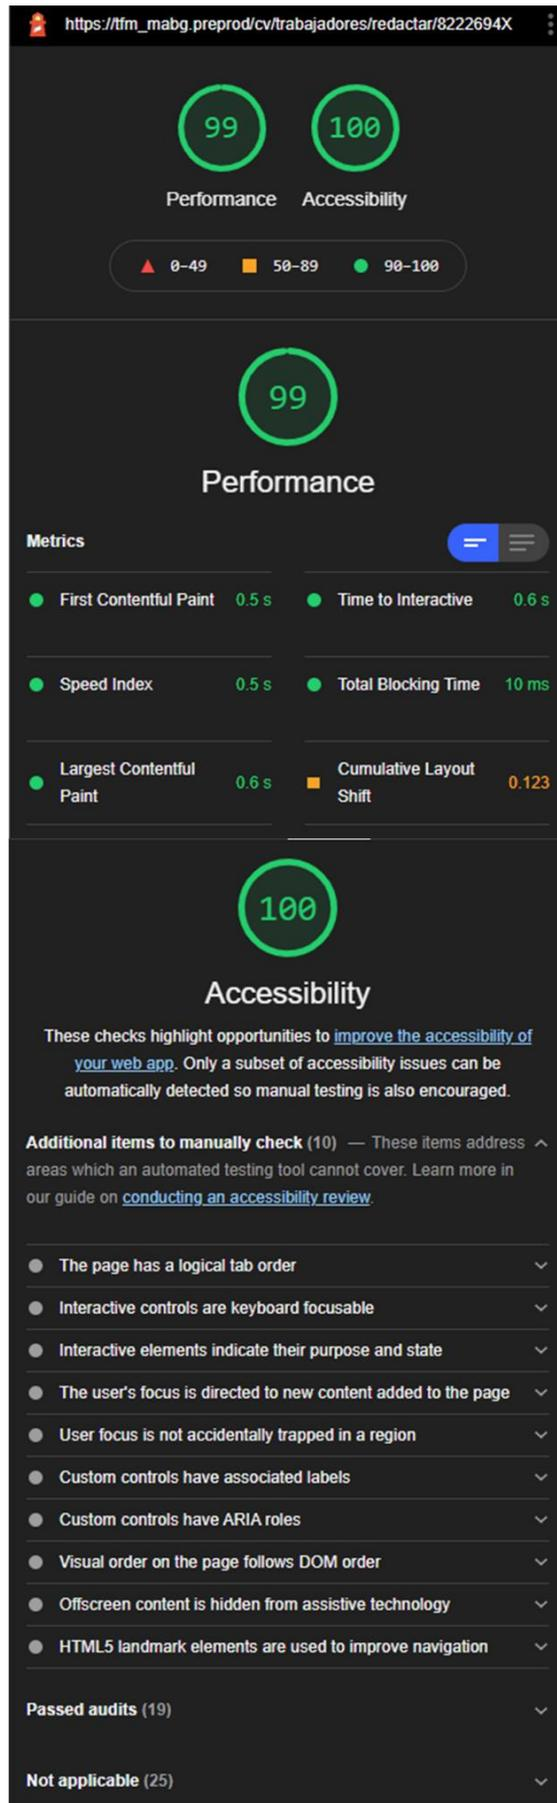 https://tfm_mabg.preprod/cv/trabajadores/redactar/8222694X
99
100
Performance
Accessibility
0–49
50–89
90–100
99
Performance
Metrics
First Contentful Paint 0.5 s
Time to Interactive 0.6 s
Speed Index 0.5 s
Total Blocking Time 10 ms
Largest Contentful
Paint
0.6 s
Cumulative Layout
Shift
0.123
100
Accessibility
These checks highlight opportunities to improve the accessibility of
your web app. Only a subset of accessibility issues can be
automatically detected so manual testing is also encouraged.
Additional items to manually check (10) — These items address
areas which an automated testing tool cannot cover. Learn more in
our guide on conducting an accessibility review.
The page has a logical tab order
Interactive controls are keyboard focusable
Interactive elements indicate their purpose and state
The user's focus is directed to new content added to the page
User focus is not accidentally trapped in a region
Custom controls have associated labels
Custom controls have ARIA roles
Visual order on the page follows DOM order
Offscreen content is hidden from assistive technology
HTML5 landmark elements are used to improve navigation
Passed audits (19)
Not applicable (25)